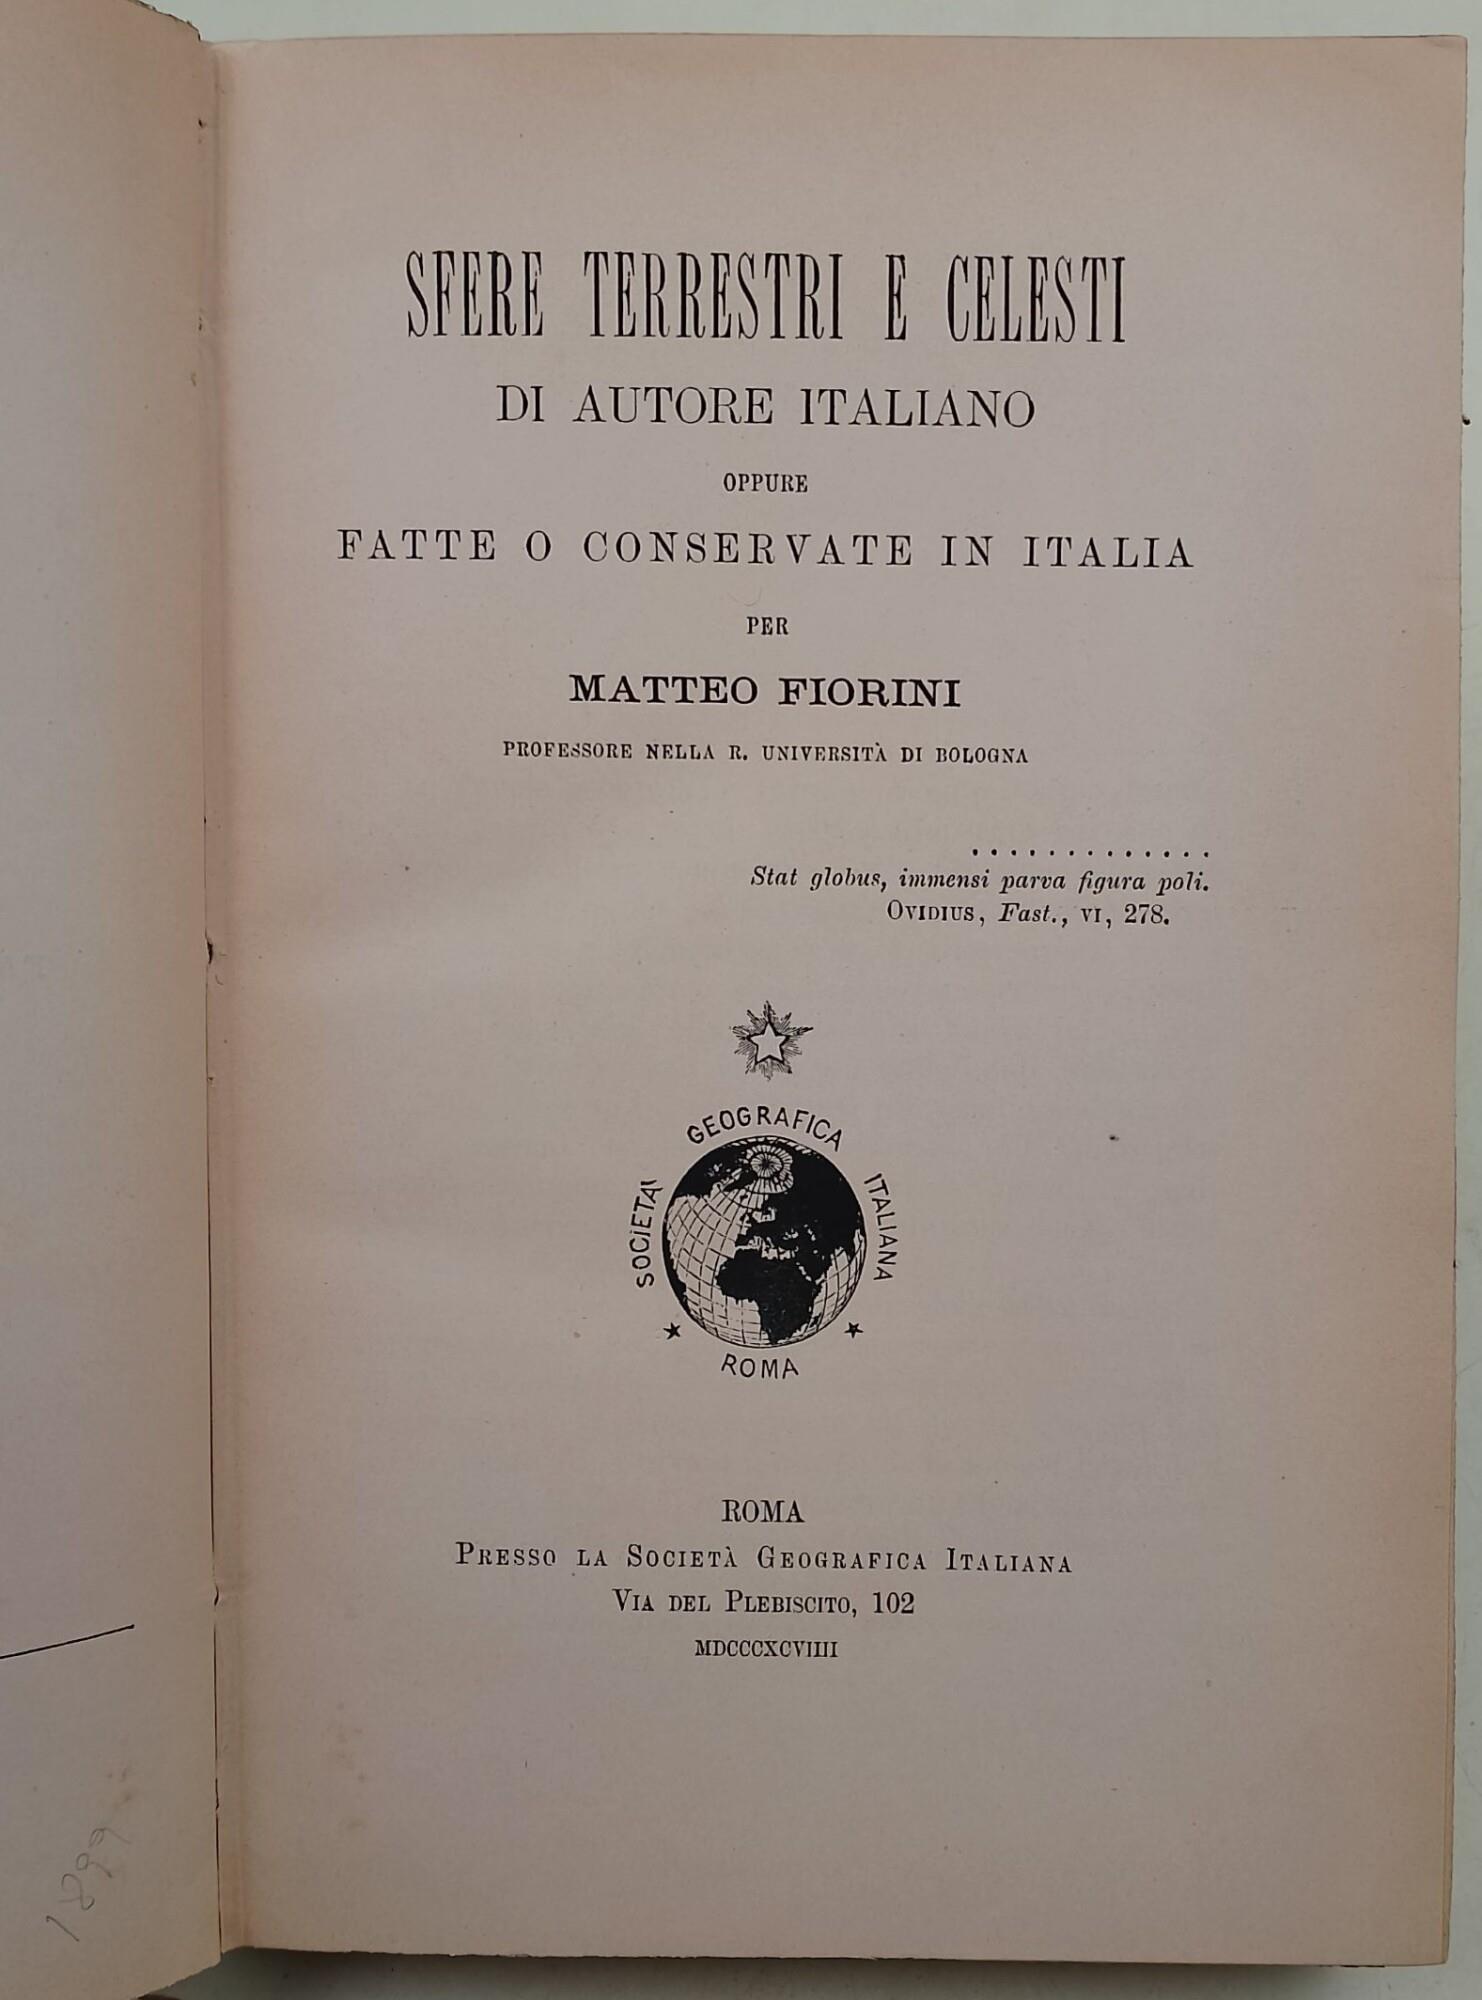 SFERE TERRESTRI E CELESTI
DI AUTORE ITALIANO
OPPURE
FATTE O CONSERVATE IN ITALIA
PER
MATTEO FIORINI
PROFESSORE NELLA R. UNIVERSITÀ DI BOLOGNA
. . . . . . . . . . . . .
Stat globus, immensi parva figura poli.
OVIDIUS, Fast., VI, 278.
SOCIETÀ GEOGRAFICA ITALIANA
ROMA
ROMA
PRESSO LA SOCIETÀ GEOGRAFICA ITALIANA
VIA DEL PLEBISCITO, 102
MDCCCXCVIIII
1899